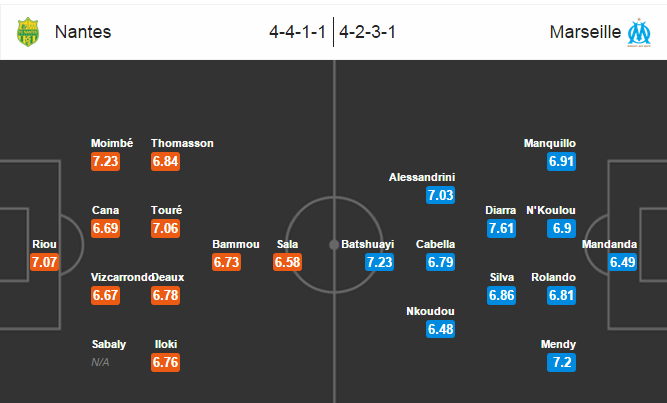 Nantes 4-4-1-1 4-2-3-1 Marseille
Moimbé
7.23
Thomasson
6.84
Cana
6.69
Touré
7.06
Riou
7.07
Bammou
6.73
Sala
6.58
Vizcarrondo
6.67
Deaux
6.78
Sabaly
N/A
Iloki
6.76
Manquillo
6.91
Alessandrini
7.03
Diarra
7.61
N'Koulou
6.9
Batshuayi
7.23
Cabella
6.79
Mandanda
6.49
Silva
6.86
Rolando
6.81
Nkoudou
6.48
Mendy
7.2